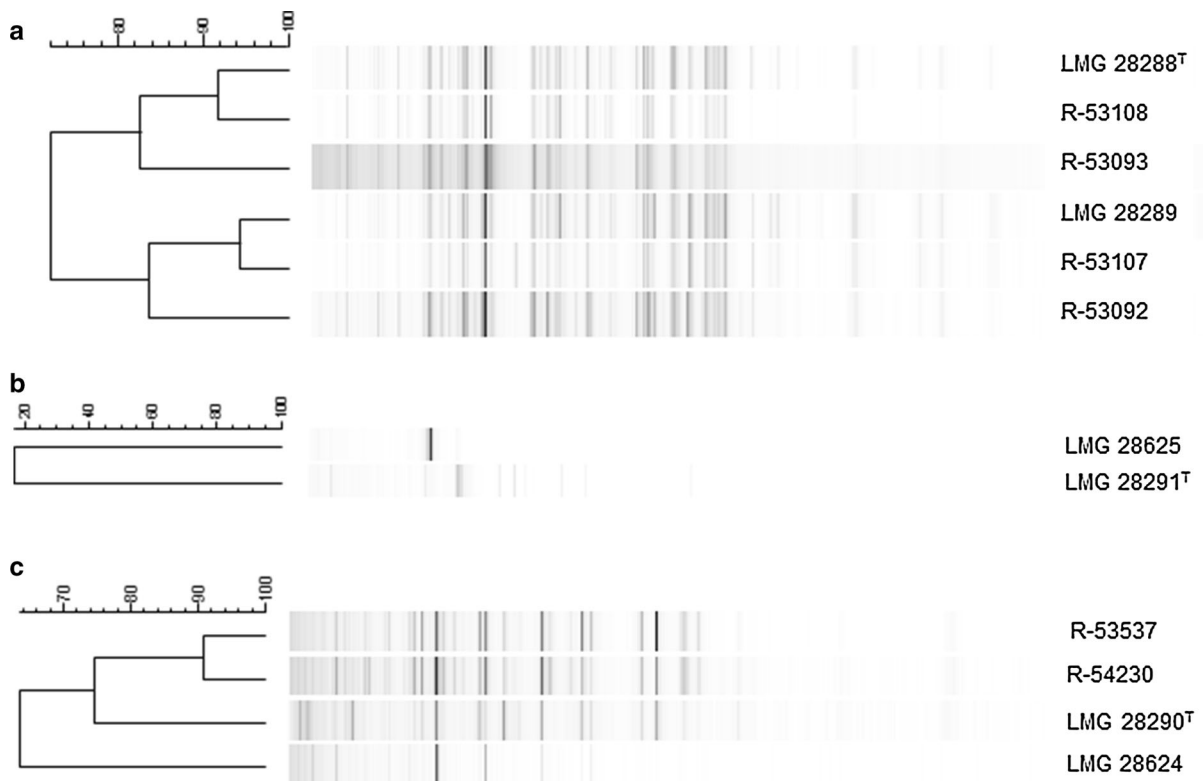 a
80 90 100
LMG 28288ᵀ
R-53108
R-53093
LMG 28289
R-53107
R-53092
b
20 40 60 80 100
LMG 28625
LMG 28291ᵀ
c
70 80 90 100
R-53537
R-54230
LMG 28290ᵀ
LMG 28624